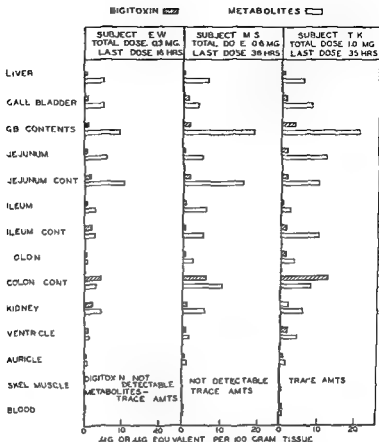 DIGITOXIN METABOLITES
SUBJECT E W
TOTAL DOSE 0.3 MG.
LAST DOSE 18 HRS
SUBJECT M S
TOTAL DO E 0.8 MG
LAST DOSE 36 HRS
SUBJECT T K
TOTAL DOSE 1.0 MG
LAST DOSE 35 HRS
LIVER
GALL BLADDER
GB CONTENTS
JEJUNUM
JEJUNUM CONT
ILEUM
ILEUM CONT
OLON
COLON CONT
KIDNEY
VENTRICLE
AURICLE
SKEL MUSCLE
BLOOD
DIGITOXIN NOT
DETECTABLE
METABOLITES-
TRACE AMTS
NOT DETECTABLE
TRACE AMTS
TRACE AMTS
0 10 20 0 10 20 0 10 20
µG OR µG EQUIVALENT PER 100 GRAM TISSUE